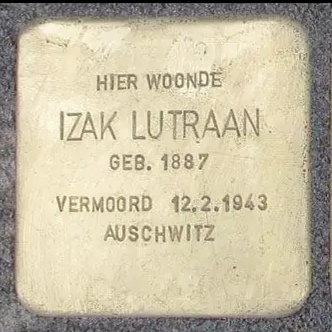 HIER WOONDE
IZAK LUTRAAN
GEB. 1887
VERMOORD 12.2.1943
AUSCHWITZ